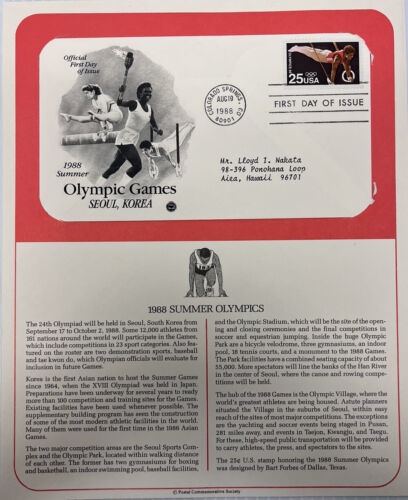 Official
First Day
of Issue
1988
Summer
Olympic Games
SEOUL, KOREA
COLORADO SPRINGS, CO
AUG 19
1988
80901
25 USA
FIRST DAY OF ISSUE
Mr. Lloyd I. Nakata
98-396 Ponohana Loop
Aiea, Hawaii 96701
1988 SUMMER OLYMPICS
The 24th Olympiad will be held in Seoul, South Korea from
September 17 to October 2, 1988. Some 12,000 athletes from
161 nations around the world will participate in the Games,
which include competitions in 23 sport categories. Also fea-
tured on the roster are two demonstration sports, baseball
and tae kwon do, which Olympic officials will evaluate for
inclusion in future Games.
Korea is the first Asian nation to host the Summer Games
since 1964, when the XVIII Olympiad was held in Japan.
Preparations have been underway for several years to ready
more than 100 competition and training sites for the Games.
Existing facilities have been used whenever possible. The
supplementary building program has seen the construction
of some of the most modern athletic facilities in the world.
Many of them were used for the first time in the 1986 Asian
Games.
The two major competition areas are the Seoul Sports Com-
plex and the Olympic Park, located within walking distance
of each other. The former has two gymnasiums for boxing
and basketball, an indoor swimming pool, baseball facilities,
and the Olympic Stadium, which will be the site of the open-
ing and closing ceremonies and the final competitions in
soccer and equestrian jumping. Inside the huge Olympic
Park are a bicycle velodrome, three gymnasiums, an indoor
pool, 18 tennis courts, and a monument to the 1988 Games.
The Park facilities have a combined seating capacity of about
55,000. More spectators will line the banks of the Han River
in the center of Seoul, where the canoe and rowing compe-
titions will be held.
The hub of the 1988 Games is the Olympic Village, where the
world's greatest athletes are being housed. Astute planners
situated the Village in the suburbs of Seoul, within easy
reach of the sites of most major competitions. The exceptions
are the yachting and soccer events being staged in Pusan,
281 miles away, and events in Taejon, Kwangju, and Taegu.
For these, high-speed public transportation will be provided
to carry athletes, the press, and spectators to the sites.
The 25¢ U.S. stamp honoring the 1988 Summer Olympics
was designed by Bart Forbes of Dallas, Texas.
© Postal Commemorative Society